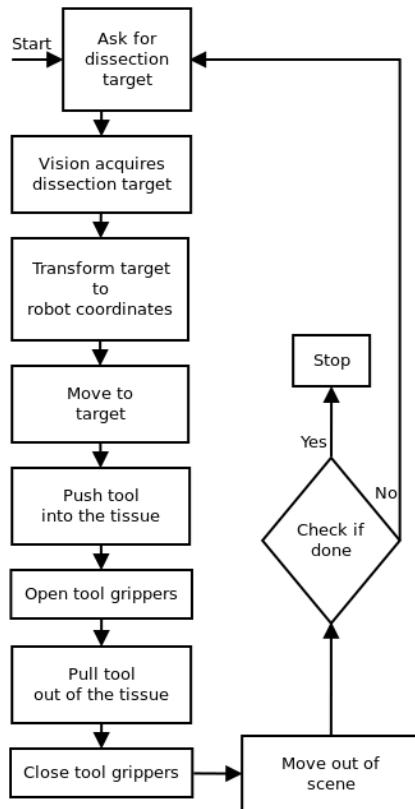 Start
Ask for
dissection
target
Vision acquires
dissection target
Transform target
to
robot coordinates
Move to
target
Push tool
into the tissue
Open tool grippers
Pull tool
out of the tissue
Close tool grippers
Move out of
scene
Check if
done
Yes
No
Stop